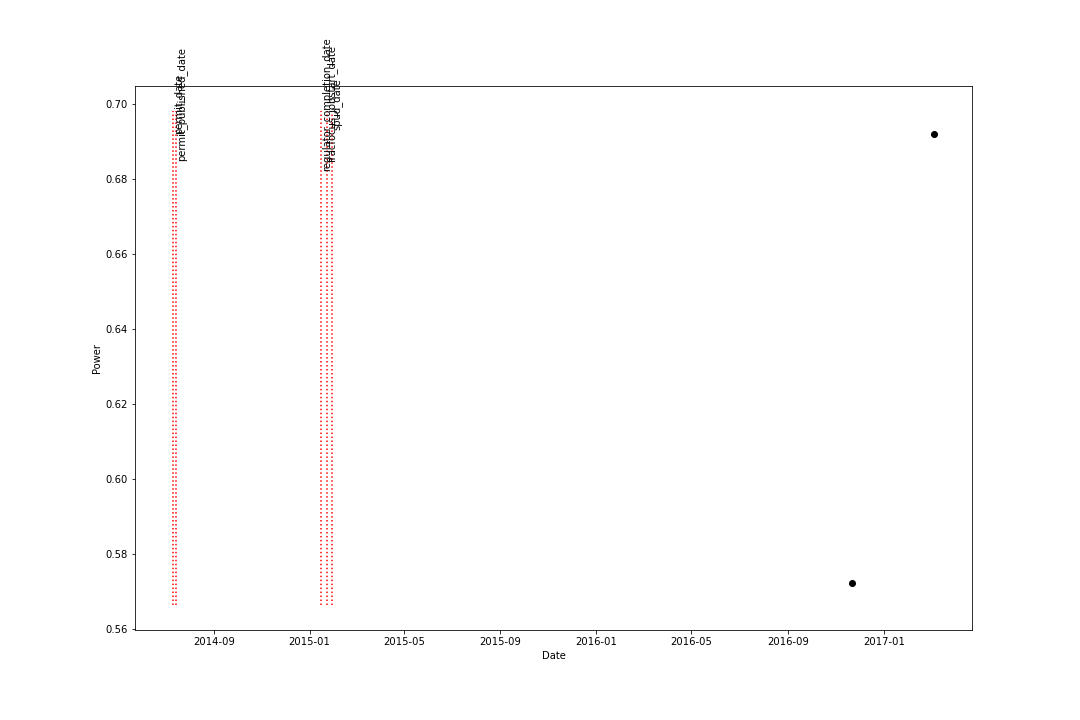 permit_date
permit_published_date
regulator_completion_date
spud_date
0.70
0.68
0.66
0.64
0.62
0.60
0.58
0.56
Power
2014-09
2015-01
2015-05
2015-09
2016-01
2016-05
2016-09
2017-01
Date